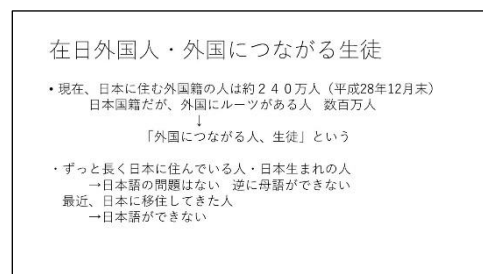 在日外国人・外国につながる生徒
• 現在、日本に住む外国籍の人は約２４０万人（平成28年12月末）
日本国籍だが、外国にルーツがある人　数百万人
↓
「外国につながる人、生徒」という
・ずっと長く日本に住んでいる人・日本生まれの人
→日本語の問題はない　逆に母語ができない
最近、日本に移住してきた人
→日本語ができない